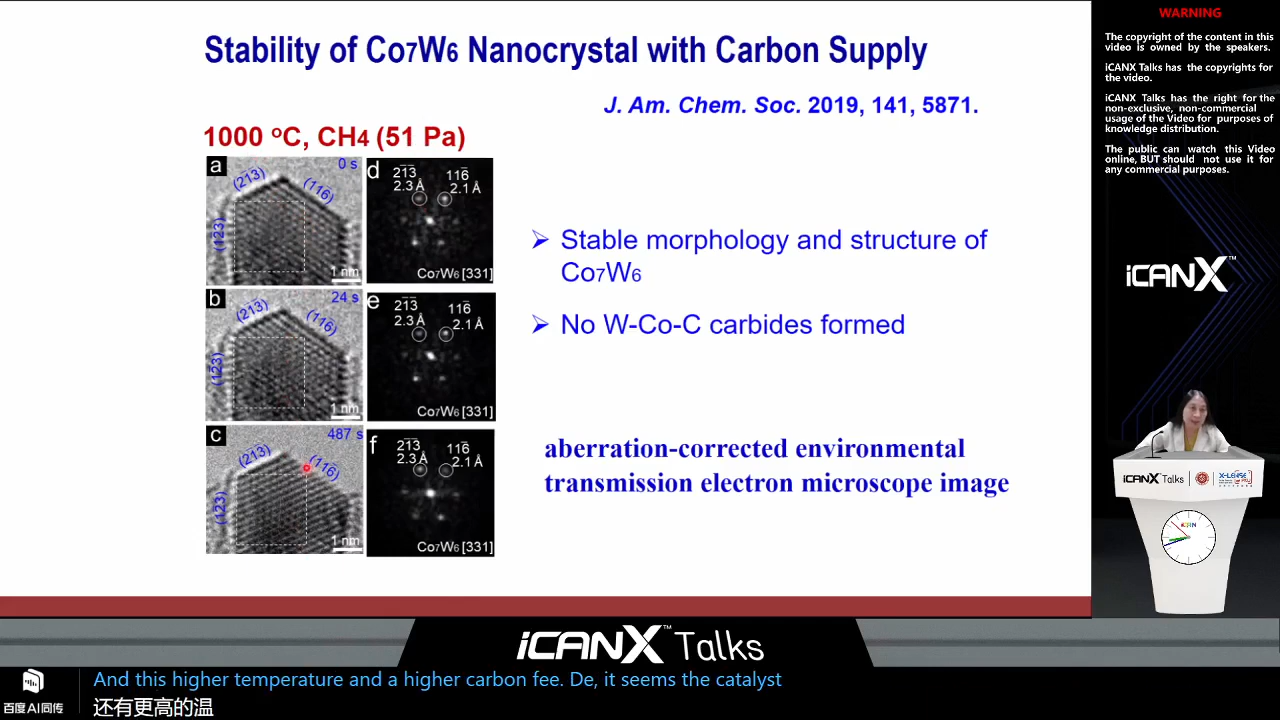 Stability of Co7W6 Nanocrystal with Carbon Supply
J. Am. Chem. Soc. 2019, 141, 5871.
1000 °C, CH4 (51 Pa)
a
0 s
(213)
(116)
(123)
1 nm
d
21̅3̅
2.3 Å
116̅
2.1 Å
Co7W6 [331]
b
24 s
(213)
(116)
(123)
1 nm
e
21̅3̅
2.3 Å
116̅
2.1 Å
Co7W6 [331]
c
487 s
(213)
(116)
(123)
1 nm
f
21̅3̅
2.3 Å
116̅
2.1 Å
Co7W6 [331]
➢ Stable morphology and structure of
Co7W6
➢ No W-Co-C carbides formed
aberration-corrected environmental
transmission electron microscope image
WARNING
The copyright of the content in this
video is owned by the speakers.
iCANX Talks has the copyrights for
the video.
iCANX Talks has the right for the
non-exclusive, non-commercial
usage of the Video for purposes of
knowledge distribution.
The public can watch this Video
online, BUT should not use it for
any commercial purposes.
iCANX™
iCANX Talks
X-LENSE
iCANX™ Talks
And this higher temperature and a higher carbon fee. De, it seems the catalyst
还有更高的温
百度AI同传